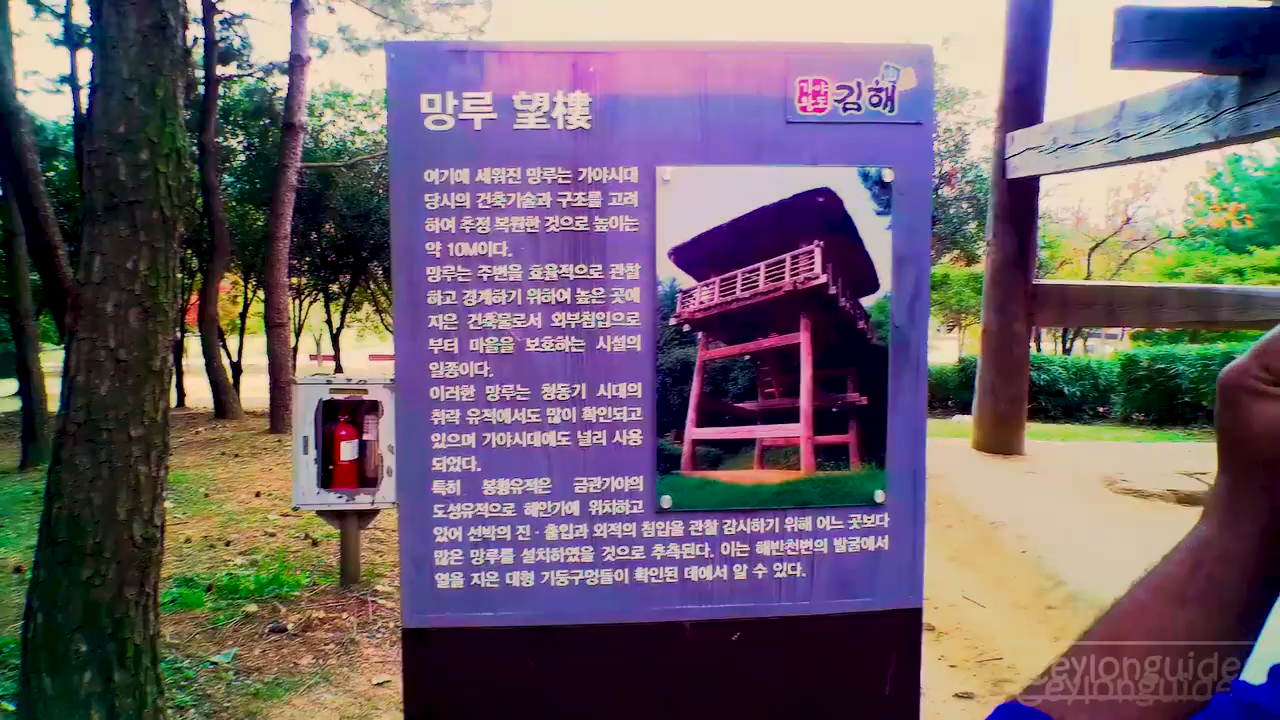 망루 望樓
가야
왕도
김해
여기에 세워진 망루는 가야시대
당시의 건축기술과 구조를 고려
하여 추정 복원한 것으로 높이는
약 10M이다.
망루는 주변을 효율적으로 관찰
하고 경계하기 위하여 높은 곳에
지은 건축물로서 외부침입으로
부터 마을을 보호하는 시설의
일종이다.
이러한 망루는 청동기 시대의
취락 유적에서도 많이 확인되고
있으며 가야시대에도 널리 사용
되었다.
특히 봉황유적은 금관가야의
도성유적으로 해안가에 위치하고
있어 선박의 진·출입과 외적의 침입을 관찰 감시하기 위해 어느 곳보다
많은 망루를 설치하였을 것으로 추측된다. 이는 해반천변의 발굴에서
열을 지은 대형 기둥구멍들이 확인된 데에서 알 수 있다.
Ceylonguide
Ceylonguide